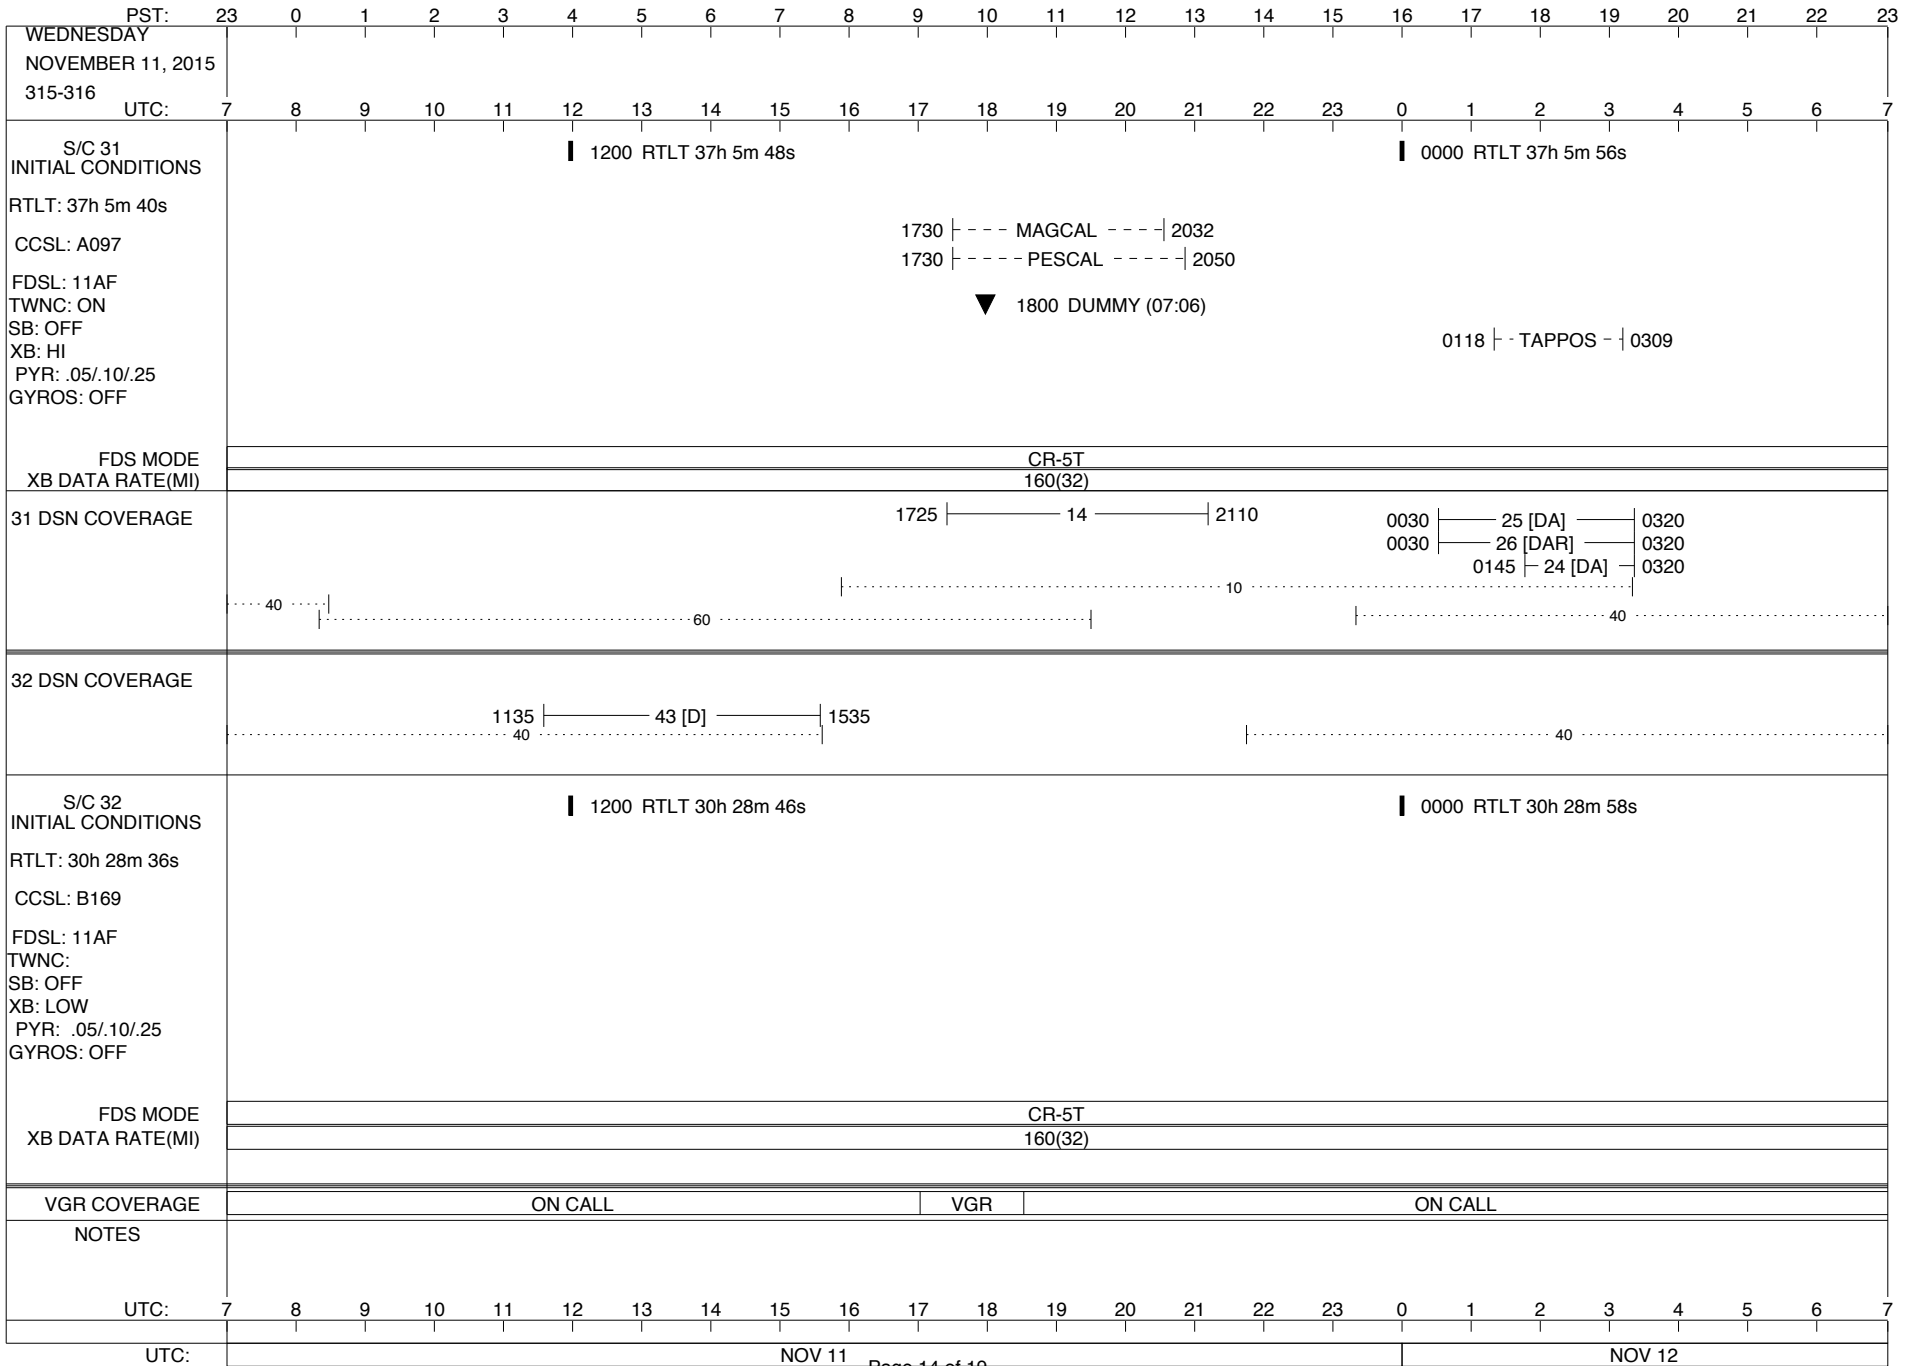 PST: 23 0 1 2 3 4 5 6 7 8 9 10 11 12 13 14 15 16 17 18 19 20 21 22 23
WEDNESDAY
NOVEMBER 11, 2015
315-316
UTC: 7 8 9 10 11 12 13 14 15 16 17 18 19 20 21 22 23 0 1 2 3 4 5 6 7
S/C 31
INITIAL CONDITIONS
1200 RTLT 37h 5m 48s
0000 RTLT 37h 5m 56s
RTLT: 37h 5m 40s
1730 MAGCAL 2032
CCSL: A097
1730 PESCAL 2050
FDSL: 11AF
TWNC: ON
1800 DUMMY (07:06)
SB: OFF
0118 TAPPOS 0309
XB: HI
PYR: .05/.10/.25
GYROS: OFF
FDS MODE CR-5T
XB DATA RATE(MI) 160(32)
31 DSN COVERAGE
1725 14 2110
0030 25 [DA] 0320
0030 26 [DAR] 0320
0145 24 [DA] 0320
10
40
60
40
32 DSN COVERAGE
1135 43 [D] 1535
40
40
S/C 32
INITIAL CONDITIONS
1200 RTLT 30h 28m 46s
0000 RTLT 30h 28m 58s
RTLT: 30h 28m 36s
CCSL: B169
FDSL: 11AF
TWNC:
SB: OFF
XB: LOW
PYR: .05/.10/.25
GYROS: OFF
FDS MODE CR-5T
XB DATA RATE(MI) 160(32)
VGR COVERAGE ON CALL VGR ON CALL
NOTES
UTC: 7 8 9 10 11 12 13 14 15 16 17 18 19 20 21 22 23 0 1 2 3 4 5 6 7
UTC: NOV 11 NOV 12
Page 14 of 19